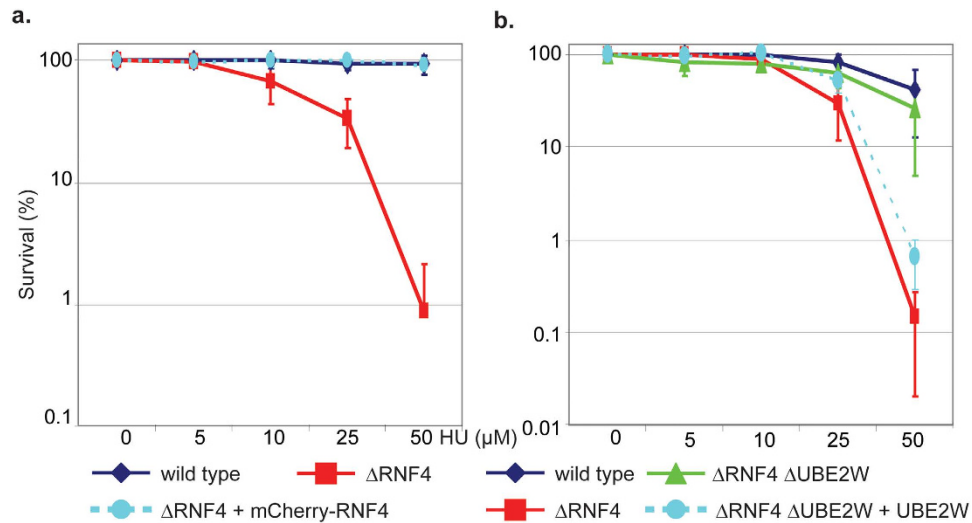 a.
b.
Survival (%)
100
10
1
0.1
0 5 10 25 50 HU (µM)
100
10
1
0.1
0.01
0 5 10 25 50
wild type
ΔRNF4
ΔRNF4 + mCherry-RNF4
wild type
ΔRNF4 ΔUBE2W
ΔRNF4
ΔRNF4 ΔUBE2W + UBE2W